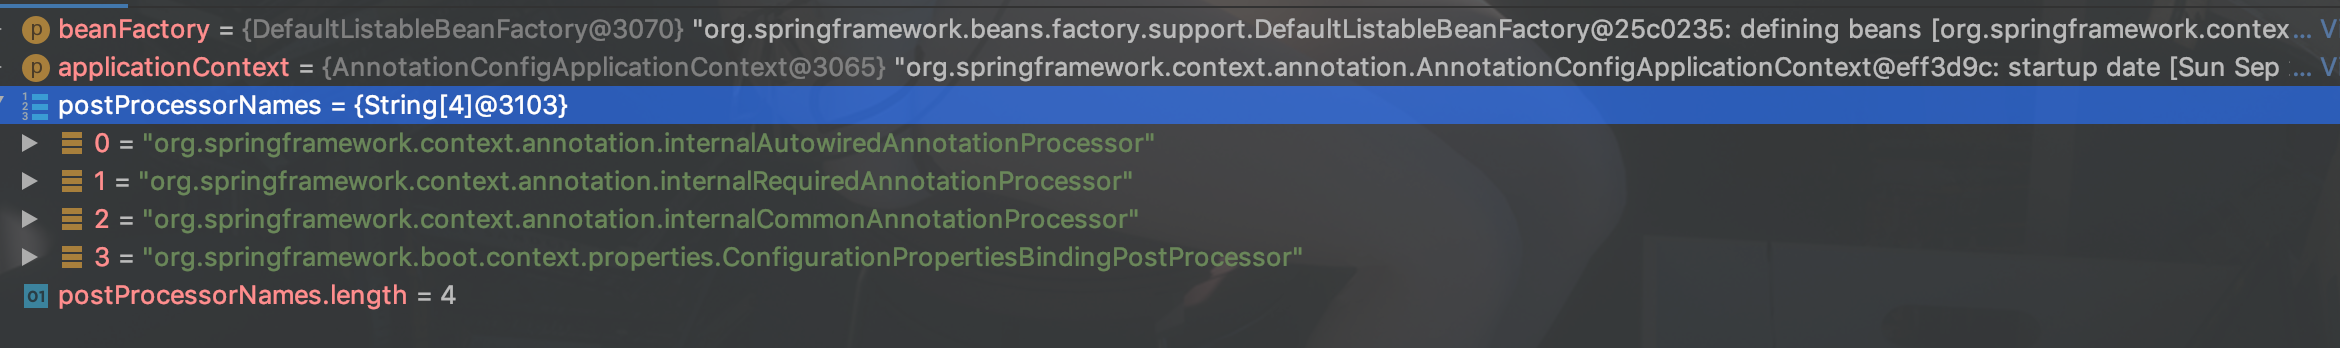 p beanFactory = {DefaultListableBeanFactory@3070} "org.springframework.beans.factory.support.DefaultListableBeanFactory@25c0235: defining beans [org.springframework.contex... V
p applicationContext = {AnnotationConfigApplicationContext@3065} "org.springframework.context.annotation.AnnotationConfigApplicationContext@eff3d9c: startup date [Sun Sep ... V
postProcessorNames = {String[4]@3103}
0 = "org.springframework.context.annotation.internalAutowiredAnnotationProcessor"
1 = "org.springframework.context.annotation.internalRequiredAnnotationProcessor"
2 = "org.springframework.context.annotation.internalCommonAnnotationProcessor"
3 = "org.springframework.boot.context.properties.ConfigurationPropertiesBindingPostProcessor"
01 postProcessorNames.length = 4